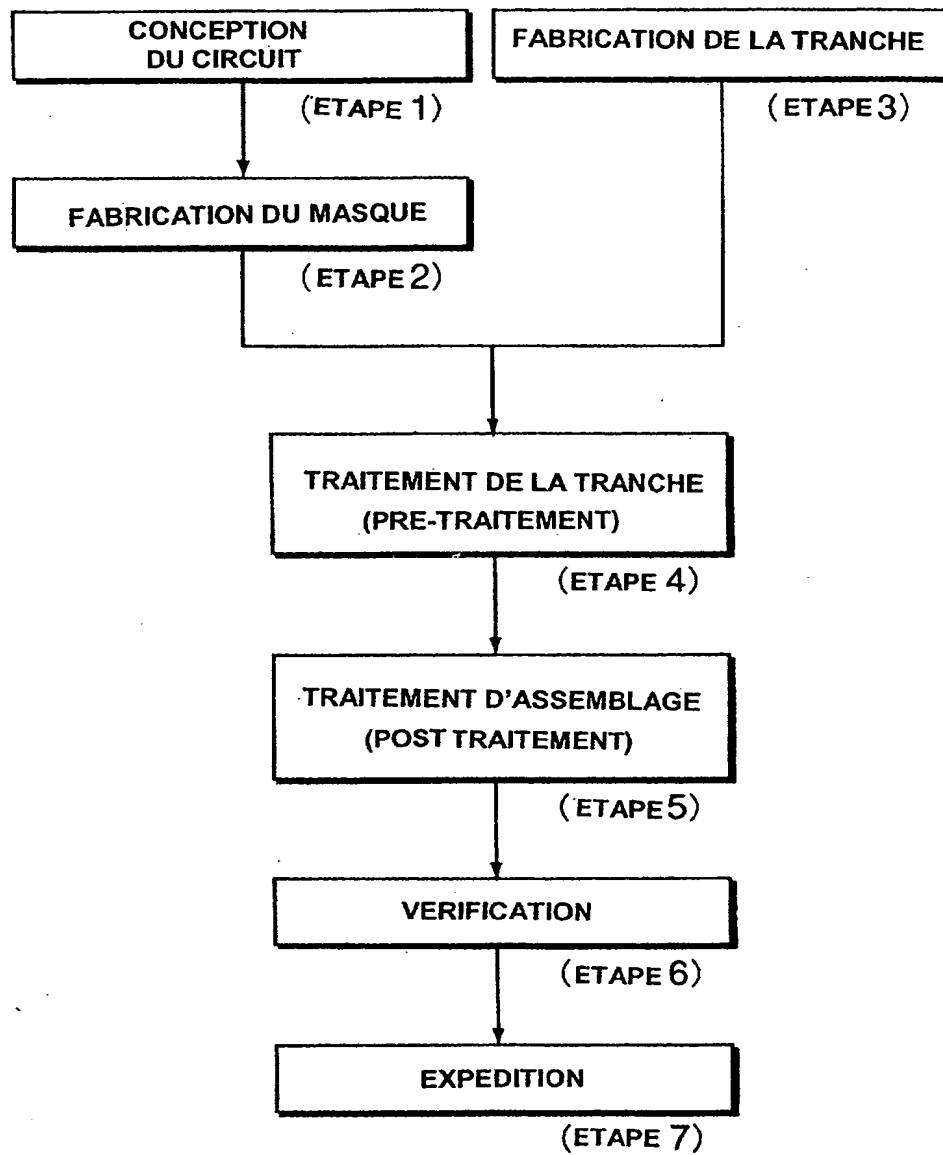 CONCEPTION
DU CIRCUIT
(ETAPE 1)
FABRICATION DE LA TRANCHE
(ETAPE 3)
FABRICATION DU MASQUE
(ETAPE 2)
TRAITEMENT DE LA TRANCHE
(PRE-TRAITEMENT)
(ETAPE 4)
TRAITEMENT D'ASSEMBLAGE
(POST TRAITEMENT)
(ETAPE 5)
VERIFICATION
(ETAPE 6)
EXPEDITION
(ETAPE 7)